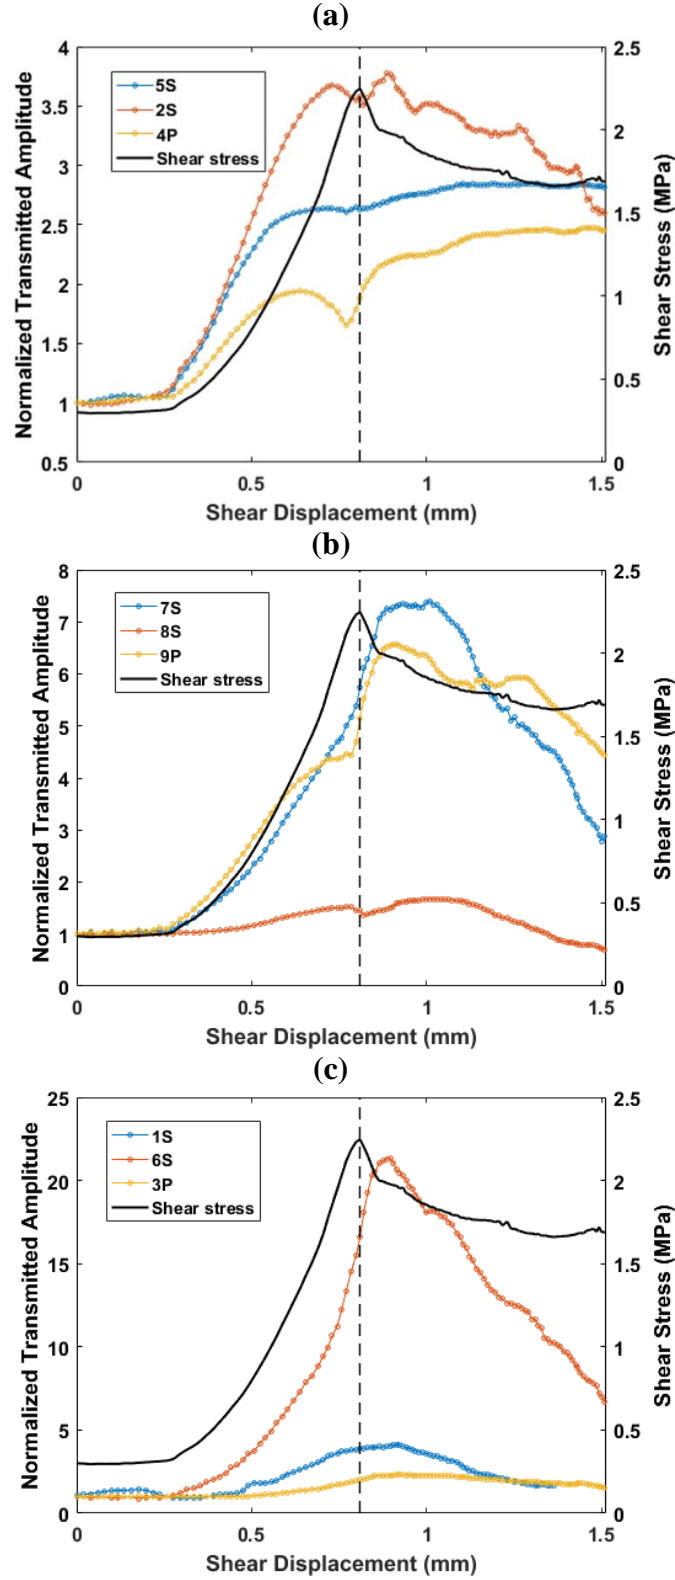 (a)
4
3.5
3
2.5
2
1.5
1
0.5
2.5
2
1.5
1
0.5
0
0
0.5
1
1.5
5S
2S
4P
Shear stress
Normalized Transmitted Amplitude
Shear Stress (MPa)
Shear Displacement (mm)
(b)
8
7
6
5
4
3
2
1
0
2.5
2
1.5
1
0.5
0
0
0.5
1
1.5
7S
8S
9P
Shear stress
Normalized Transmitted Amplitude
Shear Stress (MPa)
Shear Displacement (mm)
(c)
25
20
15
10
5
0
2.5
2
1.5
1
0.5
0
0
0.5
1
1.5
1S
6S
3P
Shear stress
Normalized Transmitted Amplitude
Shear Stress (MPa)
Shear Displacement (mm)